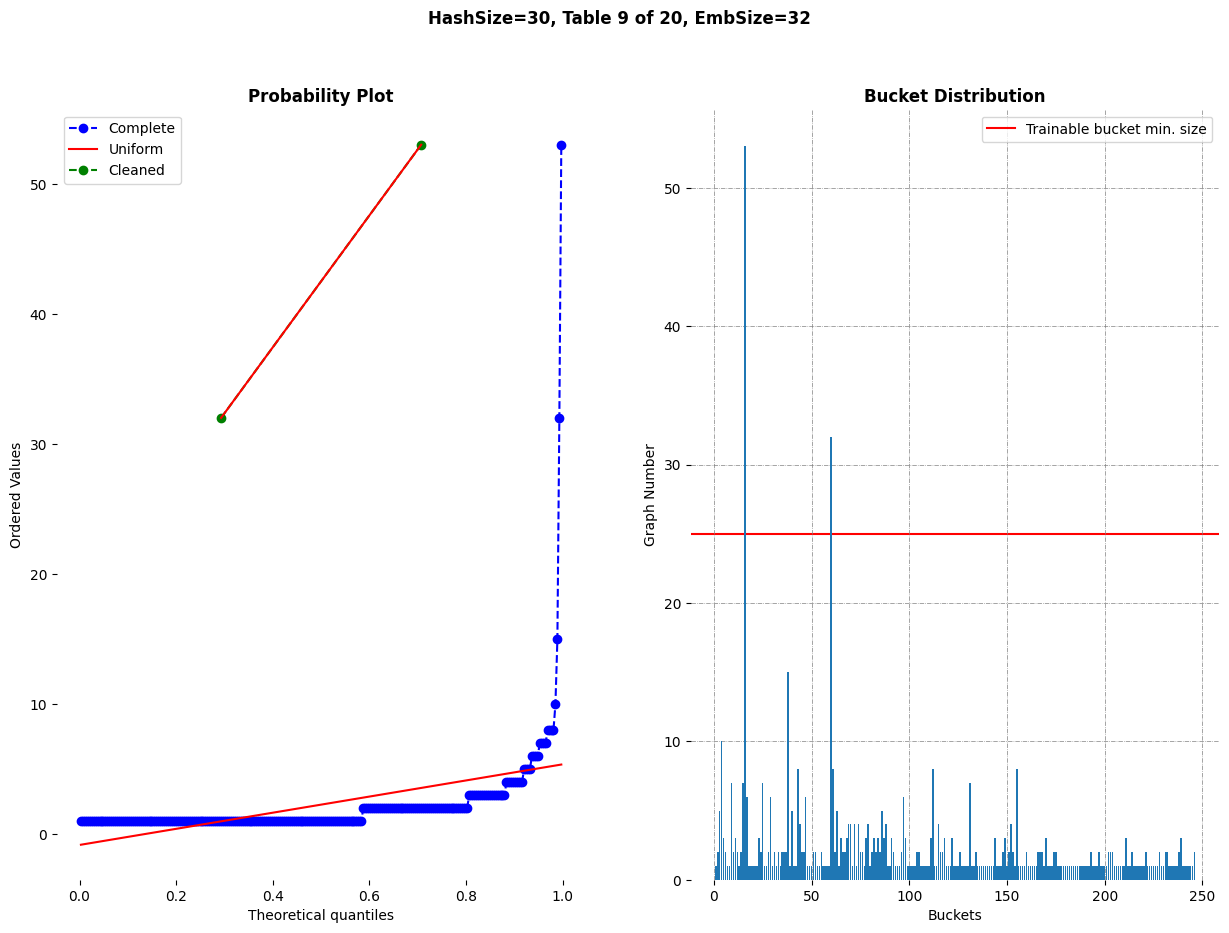 HashSize=30, Table 9 of 20, EmbSize=32
Probability Plot
Complete
Uniform
Cleaned
50
40
30
20
10
0
Ordered Values
0.0 0.2 0.4 0.6 0.8 1.0
Theoretical quantiles
Bucket Distribution
Trainable bucket min. size
50
40
30
20
10
0
Graph Number
0 50 100 150 200 250
Buckets